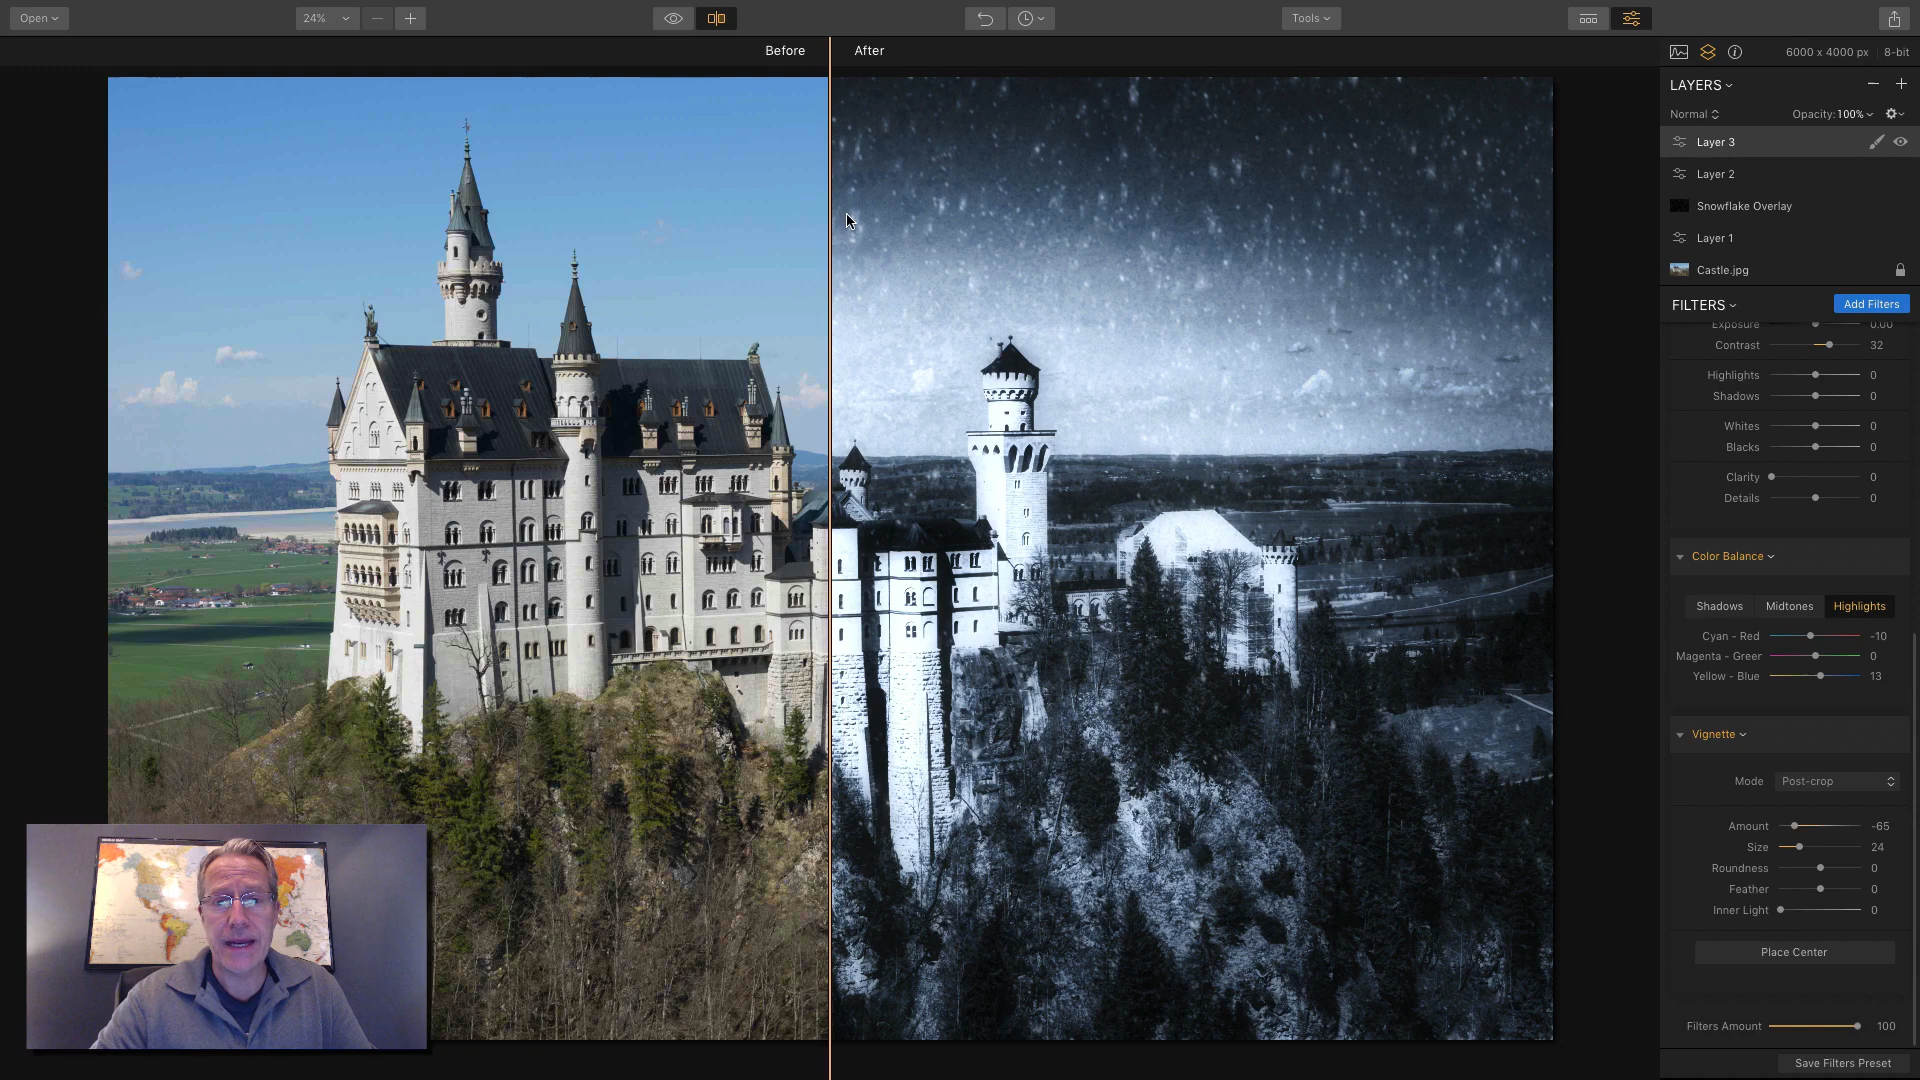 Open
24%
Tools
Before
After
6000 x 4000 px
8-bit
LAYERS
Normal
Opacity: 100%
Layer 3
Layer 2
Snowflake Overlay
Layer 1
Castle.jpg
FILTERS
Add Filters
Exposure 0.00
Contrast 32
Highlights 0
Shadows 0
Whites 0
Blacks 0
Clarity 0
Details 0
Color Balance
Shadows Midtones Highlights
Cyan - Red -10
Magenta - Greer 0
Yellow - Blue 13
Vignette
Mode Post-crop
Amount -65
Size 24
Roundness 0
Feather 0
Inner Light 0
Place Center
Filters Amount 100
Save Filters Preset